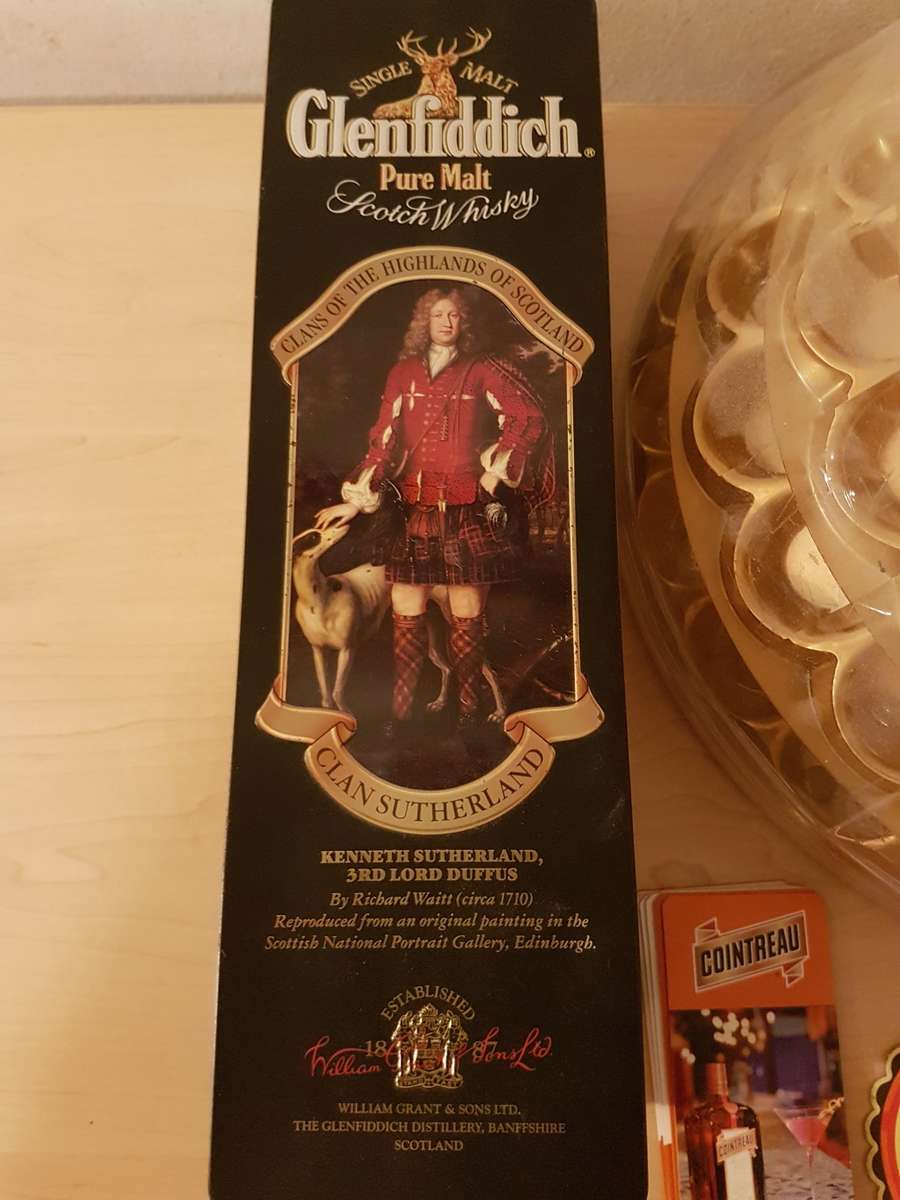 SINGLE MALT
Glenfiddich®
Pure Malt
Scotch Whisky
CLANS OF THE HIGHLANDS OF SCOTLAND
CLAN SUTHERLAND
KENNETH SUTHERLAND,
3RD LORD DUFFUS
By Richard Waitt (circa 1710)
Reproduced from an original painting in the
Scottish National Portrait Gallery, Edinburgh.
ESTABLISHED
1887
William Grant & Sons Ltd.
WILLIAM GRANT & SONS LTD.
THE GLENFIDDICH DISTILLERY, BANFFSHIRE
SCOTLAND
COINTREAU
COINTREAU